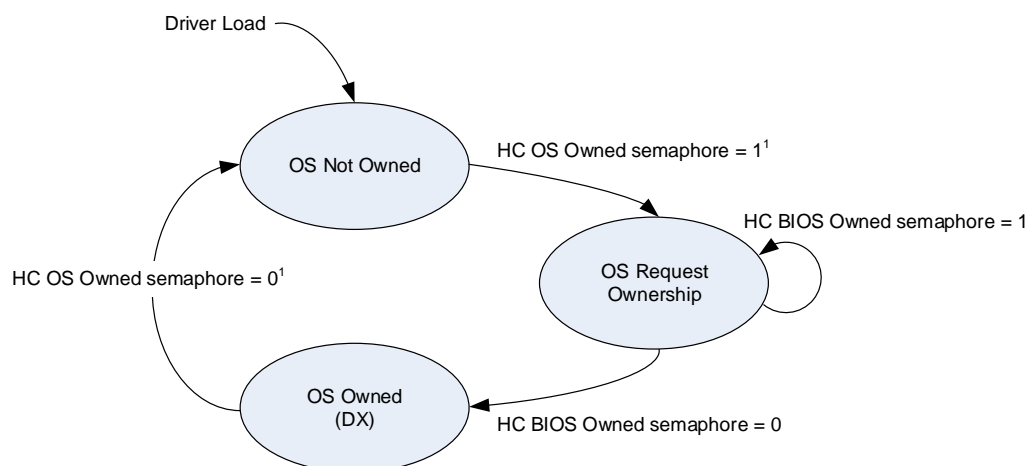 Driver Load
OS Not Owned
HC OS Owned semaphore = 1¹
HC BIOS Owned semaphore = 1
OS Request
Ownership
HC OS Owned semaphore = 0¹
OS Owned
(DX)
HC BIOS Owned semaphore = 0